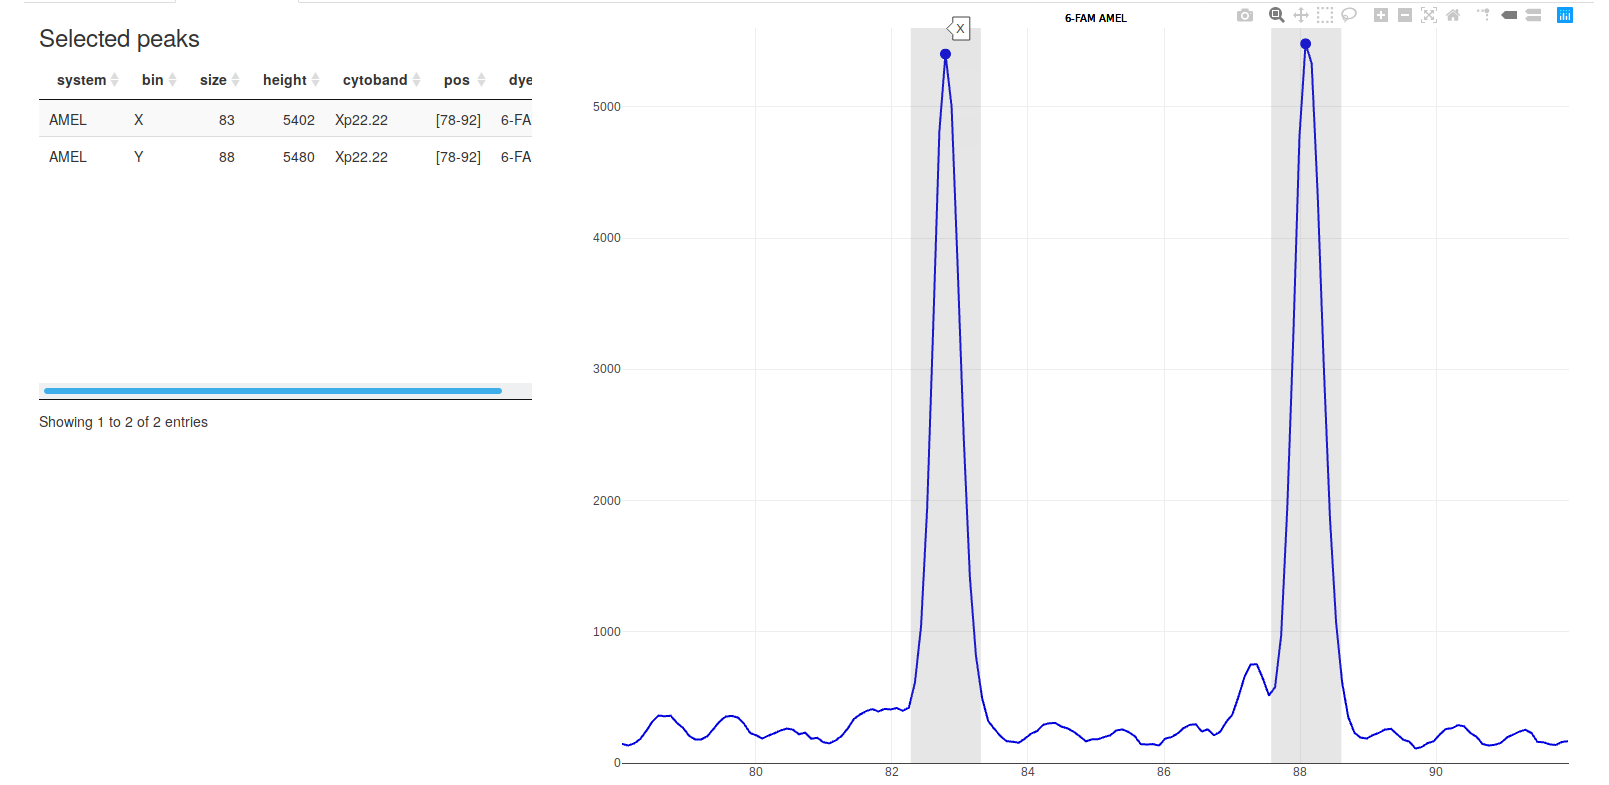 Selected peaks
system bin size height cytoband pos dye
AMEL X 83 5402 Xp22.22 [78-92] 6-FA
AMEL Y 88 5480 Xp22.22 [78-92] 6-FA
Showing 1 to 2 of 2 entries
6-FAM AMEL
X
5000
4000
3000
2000
1000
0
80 82 84 86 88 90